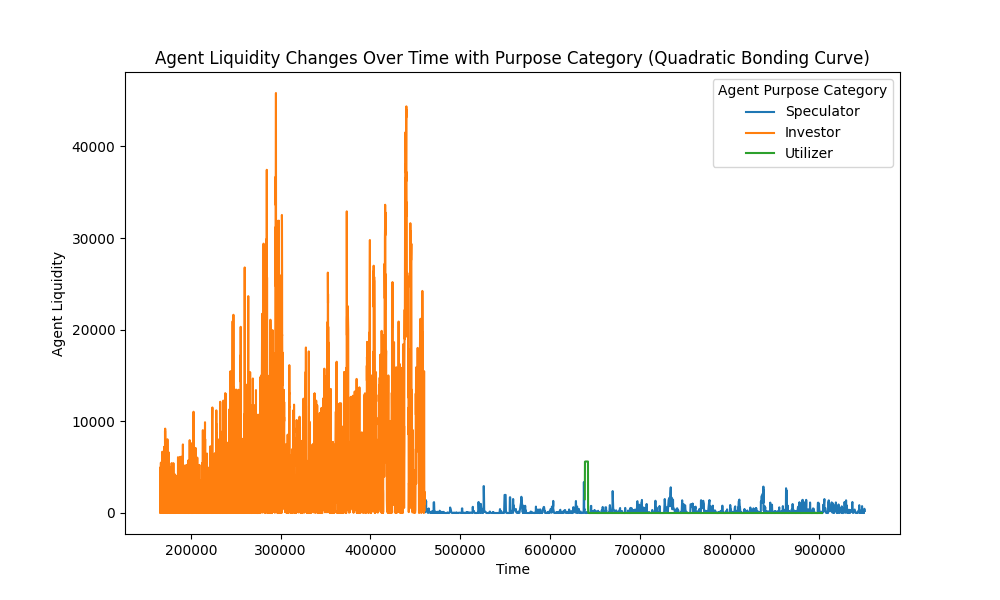 Agent Liquidity Changes Over Time with Purpose Category (Quadratic Bonding Curve)
Agent Purpose Category
Speculator
Investor
Utilizer
Agent Liquidity
40000
30000
20000
10000
0
200000 300000 400000 500000 600000 700000 800000 900000
Time